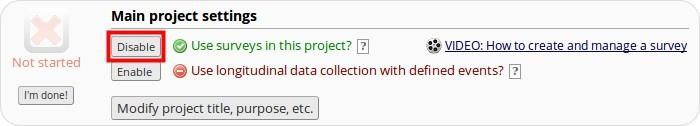 Main project settings
Disable Use surveys in this project? ? VIDEO: How to create and manage a survey
Not started
Enable Use longitudinal data collection with defined events? ?
I'm done!
Modify project title, purpose, etc.